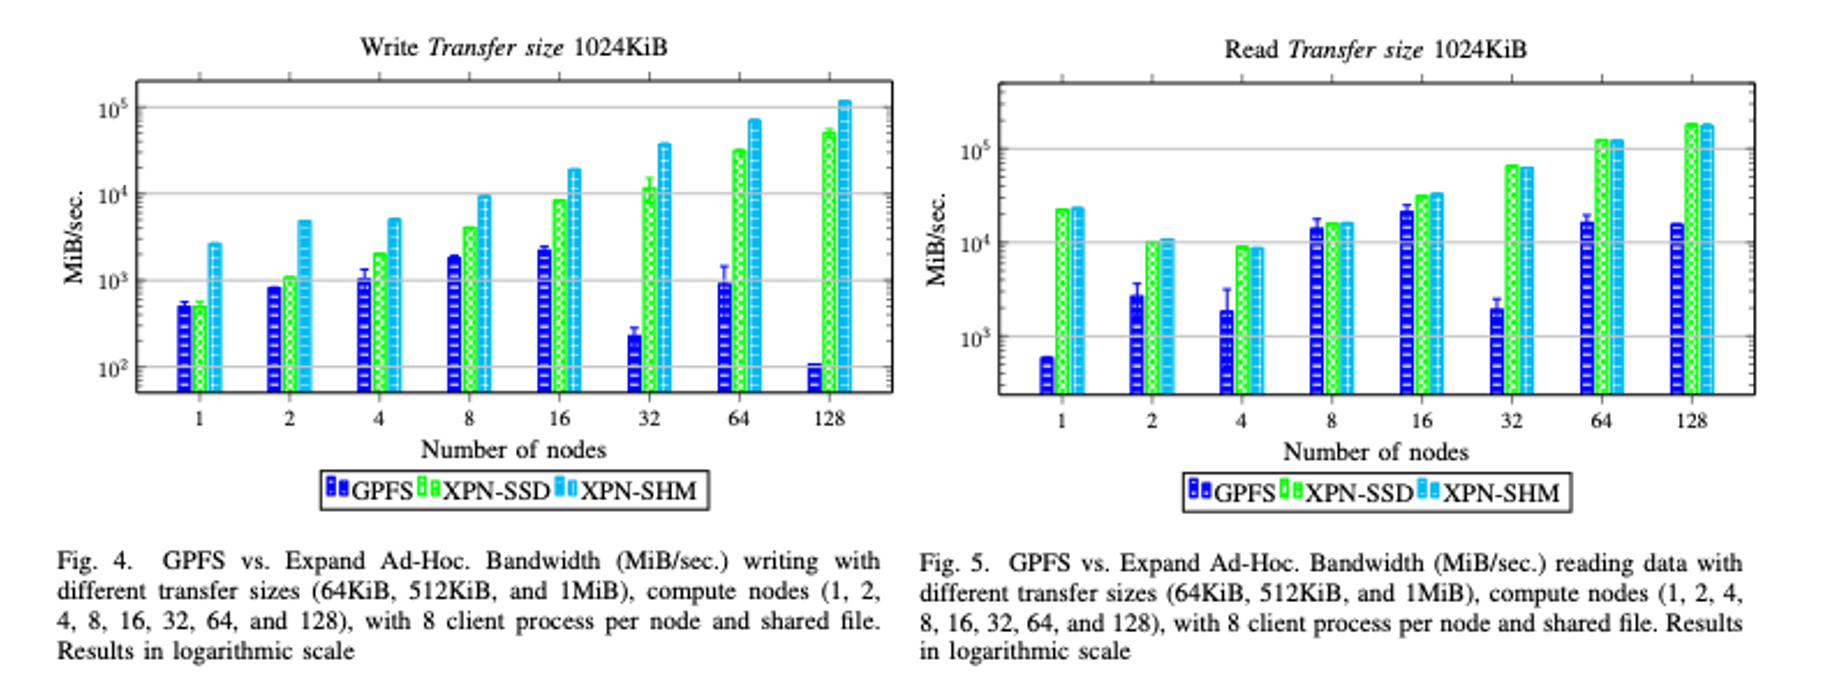 Write Transfer size 1024KiB
10^5
10^4
10^3
10^2
MiB/sec.
1 2 4 8 16 32 64 128
Number of nodes
GPFS XPN-SSD XPN-SHM
Fig. 4. GPFS vs. Expand Ad-Hoc. Bandwidth (MiB/sec.) writing with
different transfer sizes (64KiB, 512KiB, and 1MiB), compute nodes (1, 2,
4, 8, 16, 32, 64, and 128), with 8 client process per node and shared file.
Results in logarithmic scale
Read Transfer size 1024KiB
10^5
10^4
10^3
MiB/sec.
1 2 4 8 16 32 64 128
Number of nodes
GPFS XPN-SSD XPN-SHM
Fig. 5. GPFS vs. Expand Ad-Hoc. Bandwidth (MiB/sec.) reading data with
different transfer sizes (64KiB, 512KiB, and 1MiB), compute nodes (1, 2, 4,
8, 16, 32, 64, and 128), with 8 client process per node and shared file. Results
in logarithmic scale